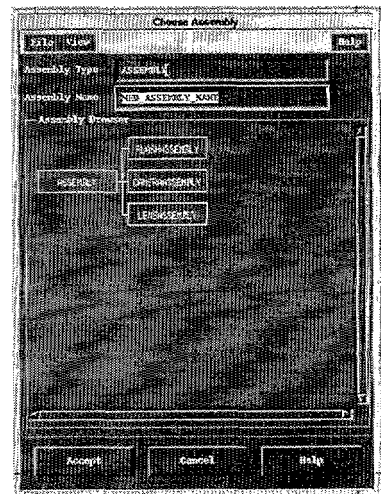 Choose Assembly
File View Help
Assembly Type ASSEMBLY
Assembly Name NEW_ASSEMBLY_NAME
Assembly Browser
FLASHASSEMBLY
ASSEMBLY CAMERAASSEMBLY
LENSASSEMBLY
Accept Cancel Help